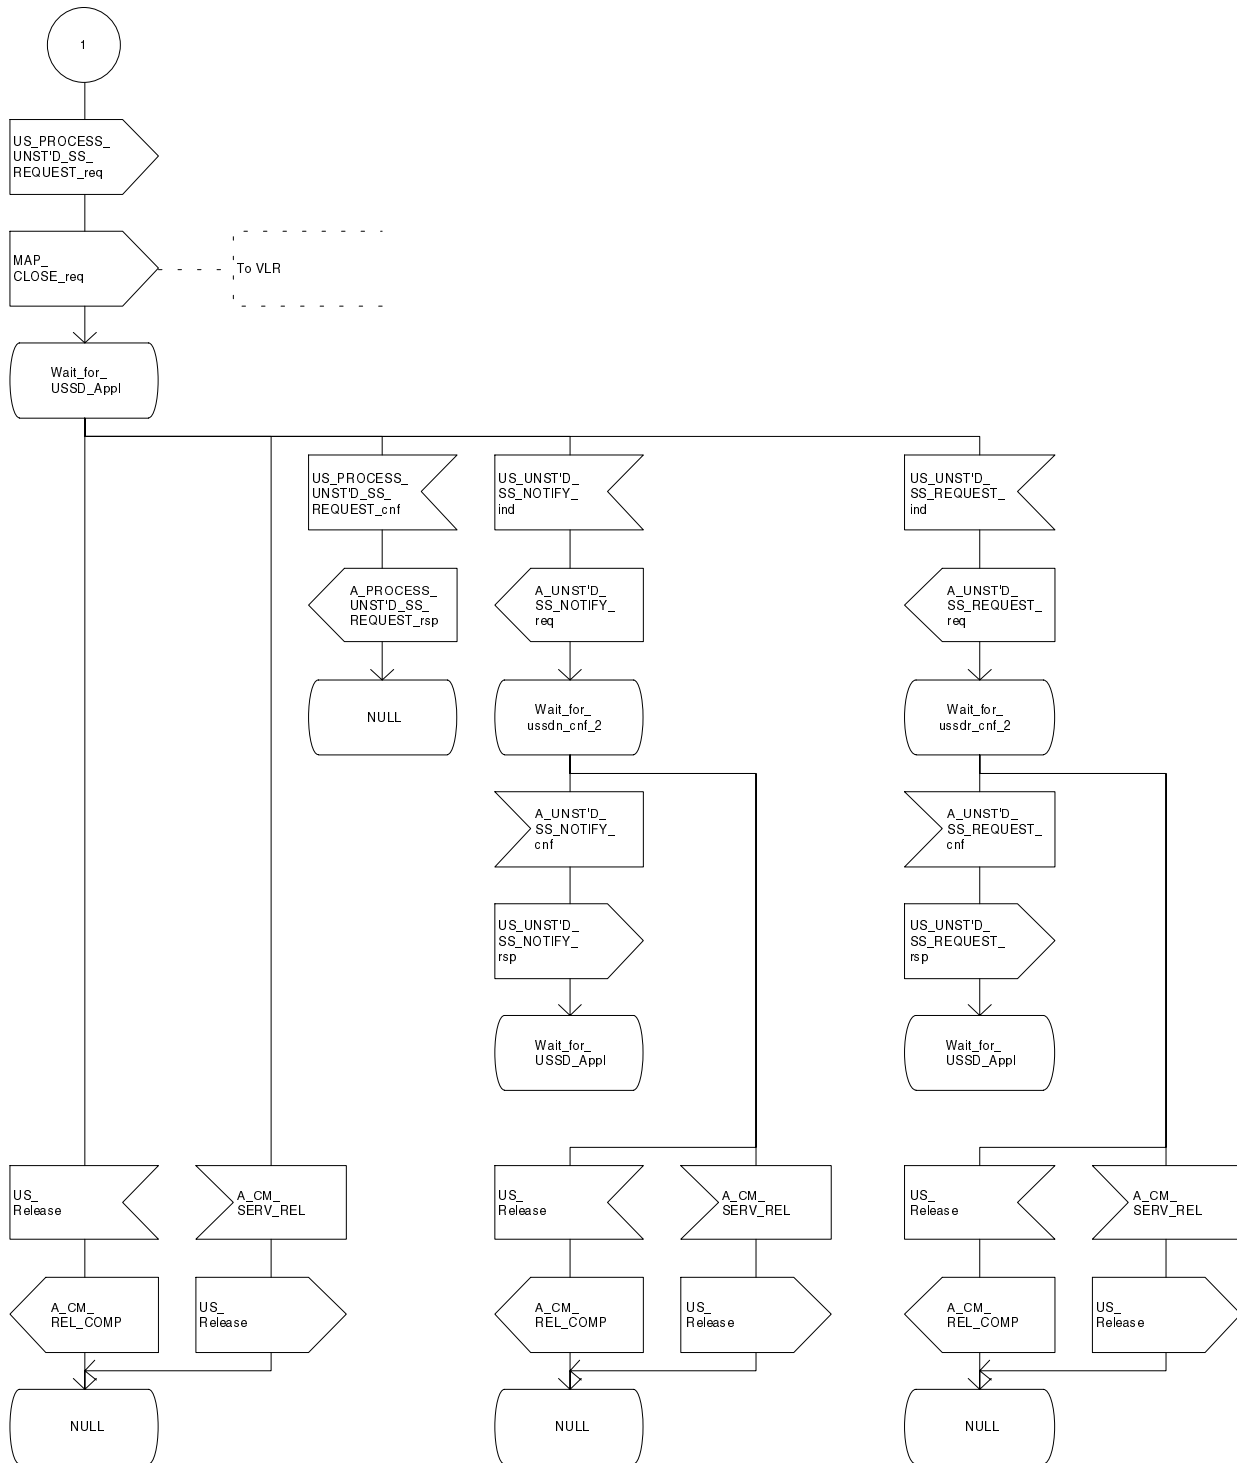 1
US_PROCESS_
UNST'D_SS_
REQUEST_req
MAP_
CLOSE_req
To VLR
Wait_for_
USSD_Appl
US_PROCESS_
UNST'D_SS_
REQUEST_cnf
US_UNST'D_
SS_NOTIFY_
ind
US_UNST'D_
SS_REQUEST_
ind
A_PROCESS_
UNST'D_SS_
REQUEST_rsp
A_UNST'D_
SS_NOTIFY_
req
A_UNST'D_
SS_REQUEST_
req
NULL
Wait_for_
ussdn_cnf_2
Wait_for_
ussdr_cnf_2
A_UNST'D_
SS_NOTIFY_
cnf
A_UNST'D_
SS_REQUEST_
cnf
US_UNST'D_
SS_NOTIFY_
rsp
US_UNST'D_
SS_REQUEST_
rsp
Wait_for_
USSD_Appl
Wait_for_
USSD_Appl
US_
Release
A_CM_
SERV_REL
US_
Release
A_CM_
SERV_REL
US_
Release
A_CM_
SERV_REL
A_CM_
REL_COMP
US_
Release
A_CM_
REL_COMP
US_
Release
A_CM_
REL_COMP
US_
Release
NULL
NULL
NULL